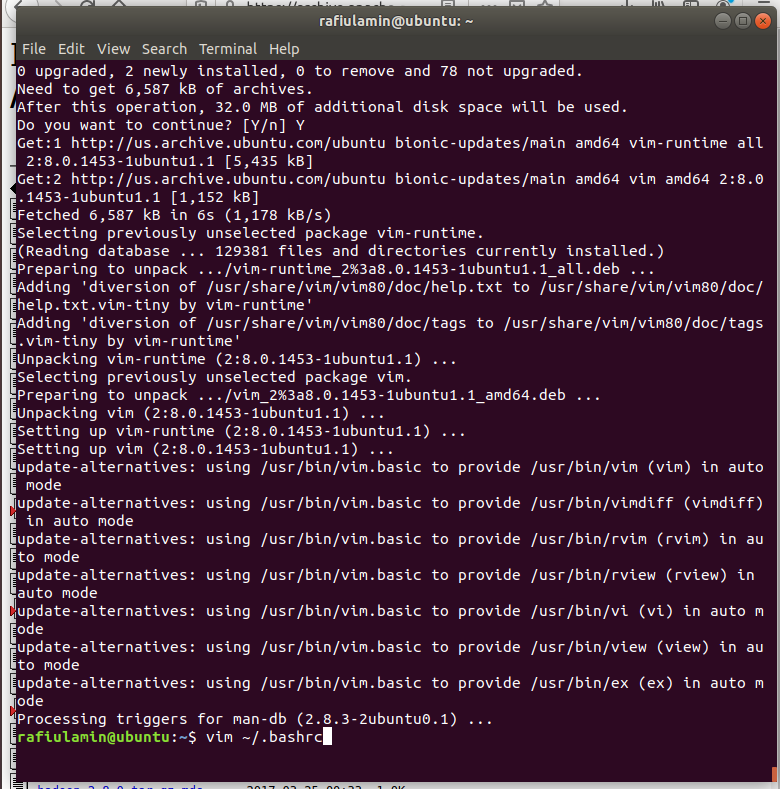 rafiulamin@ubuntu: ~
File Edit View Search Terminal Help
0 upgraded, 2 newly installed, 0 to remove and 78 not upgraded.
Need to get 6,587 kB of archives.
After this operation, 32.0 MB of additional disk space will be used.
Do you want to continue? [Y/n] Y
Get:1 http://us.archive.ubuntu.com/ubuntu bionic-updates/main amd64 vim-runtime all
 2:8.0.1453-1ubuntu1.1 [5,435 kB]
Get:2 http://us.archive.ubuntu.com/ubuntu bionic-updates/main amd64 vim amd64 2:8.0
.1453-1ubuntu1.1 [1,152 kB]
Fetched 6,587 kB in 6s (1,178 kB/s)
Selecting previously unselected package vim-runtime.
(Reading database ... 129381 files and directories currently installed.)
Preparing to unpack .../vim-runtime_2%3a8.0.1453-1ubuntu1.1_all.deb ...
Adding 'diversion of /usr/share/vim/vim80/doc/help.txt to /usr/share/vim/vim80/doc/
help.txt.vim-tiny by vim-runtime'
Adding 'diversion of /usr/share/vim/vim80/doc/tags to /usr/share/vim/vim80/doc/tags
.vim-tiny by vim-runtime'
Unpacking vim-runtime (2:8.0.1453-1ubuntu1.1) ...
Selecting previously unselected package vim.
Preparing to unpack .../vim_2%3a8.0.1453-1ubuntu1.1_amd64.deb ...
Unpacking vim (2:8.0.1453-1ubuntu1.1) ...
Setting up vim-runtime (2:8.0.1453-1ubuntu1.1) ...
Setting up vim (2:8.0.1453-1ubuntu1.1) ...
update-alternatives: using /usr/bin/vim.basic to provide /usr/bin/vim (vim) in auto
 mode
update-alternatives: using /usr/bin/vim.basic to provide /usr/bin/vimdiff (vimdiff)
 in auto mode
update-alternatives: using /usr/bin/vim.basic to provide /usr/bin/rvim (rvim) in au
to mode
update-alternatives: using /usr/bin/vim.basic to provide /usr/bin/rview (rview) in
auto mode
update-alternatives: using /usr/bin/vim.basic to provide /usr/bin/vi (vi) in auto m
ode
update-alternatives: using /usr/bin/vim.basic to provide /usr/bin/view (view) in au
to mode
update-alternatives: using /usr/bin/vim.basic to provide /usr/bin/ex (ex) in auto m
ode
Processing triggers for man-db (2.8.3-2ubuntu0.1) ...
rafiulamin@ubuntu:~$ vim ~/.bashrc